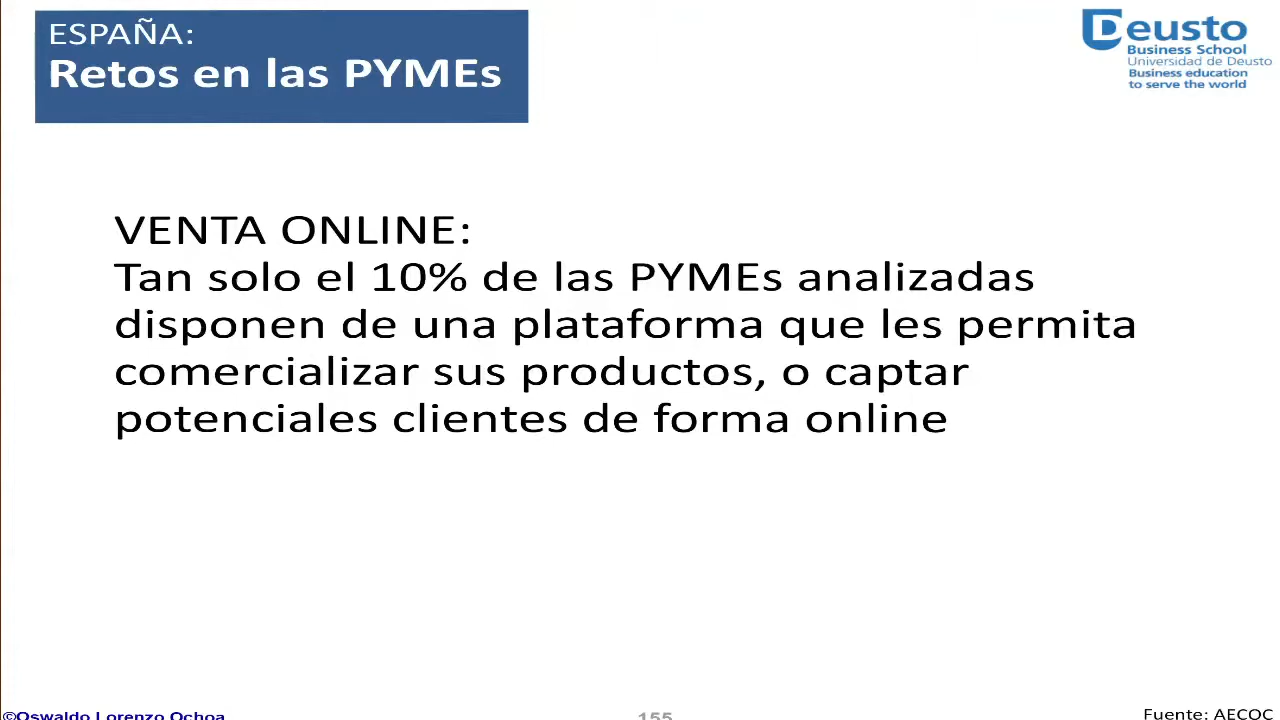 ESPAÑA:
Retos en las PYMEs
Deusto
Business School
Universidad de Deusto
Business education
to serve the world
VENTA ONLINE:
Tan solo el 10% de las PYMEs analizadas
disponen de una plataforma que les permita
comercializar sus productos, o captar
potenciales clientes de forma online
©Oswaldo Lorenzo Ochoa
155
Fuente: AECOC